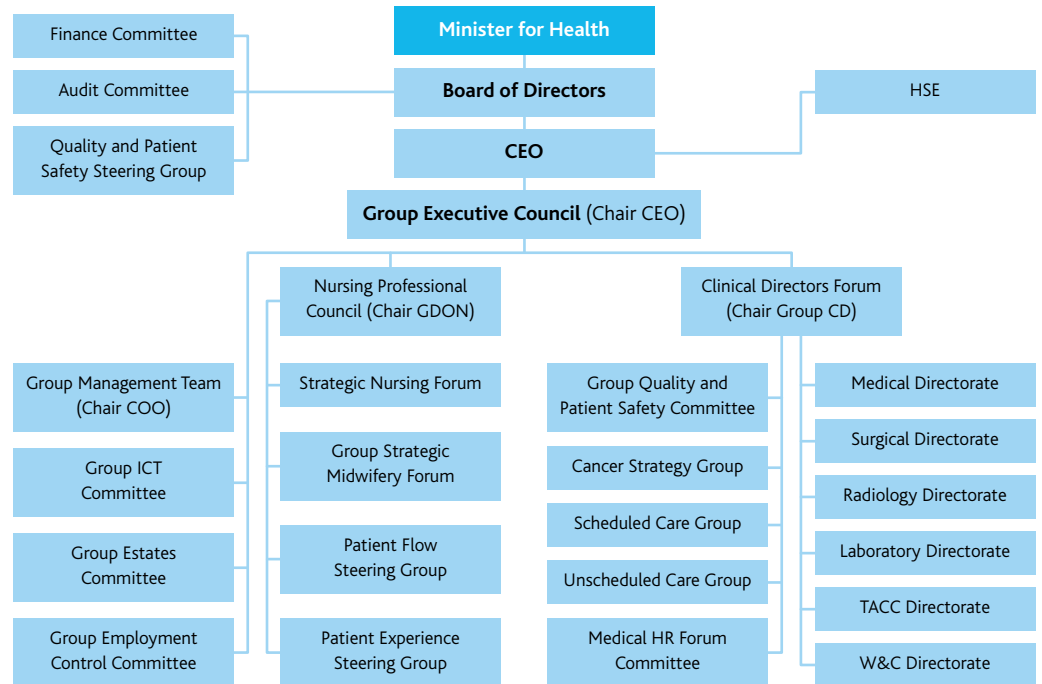 Minister for Health
Finance Committee
Audit Committee
Quality and Patient
Safety Steering Group
Board of Directors
HSE
CEO
Group Executive Council (Chair CEO)
Nursing Professional
Council (Chair GDON)
Clinical Directors Forum
(Chair Group CD)
Group Management Team
(Chair COO)
Group ICT
Committee
Group Estates
Committee
Group Employment
Control Committee
Strategic Nursing Forum
Group Strategic
Midwifery Forum
Patient Flow
Steering Group
Patient Experience
Steering Group
Group Quality and
Patient Safety Committee
Cancer Strategy Group
Scheduled Care Group
Unscheduled Care Group
Medical HR Forum
Committee
Medical Directorate
Surgical Directorate
Radiology Directorate
Laboratory Directorate
TACC Directorate
W&C Directorate